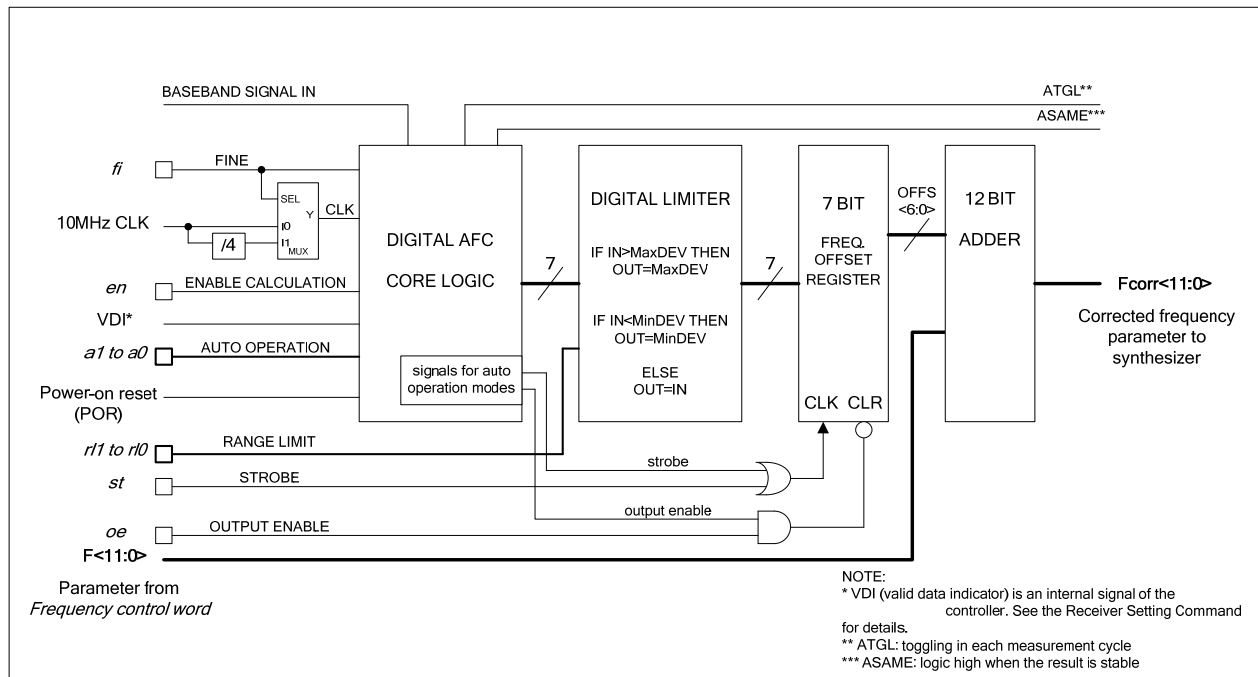 BASEBAND SIGNAL IN
ATGL**
ASAME***
fi
FINE
SEL
Y
CLK
10MHz CLK
I0
I1
MUX
/4
en
ENABLE CALCULATION
VDI*
a1 to a0
AUTO OPERATION
Power-on reset
(POR)
rl1 to rl0
RANGE LIMIT
st
STROBE
oe
OUTPUT ENABLE
F<11:0>
Parameter from
Frequency control word
DIGITAL AFC
CORE LOGIC
signals for auto
operation modes
7
DIGITAL LIMITER
IF IN>MaxDEV THEN
OUT=MaxDEV
IF IN<MinDEV THEN
OUT=MinDEV
ELSE
OUT=IN
strobe
output enable
7
7 BIT
FREQ.
OFFSET
REGISTER
CLK CLR
OFFS
<6:0>
12 BIT
ADDER
Fcorr<11:0>
Corrected frequency
parameter to
synthesizer
NOTE:
* VDI (valid data indicator) is an internal signal of the
controller. See the Receiver Setting Command
for details.
** ATGL: toggling in each measurement cycle
*** ASAME: logic high when the result is stable